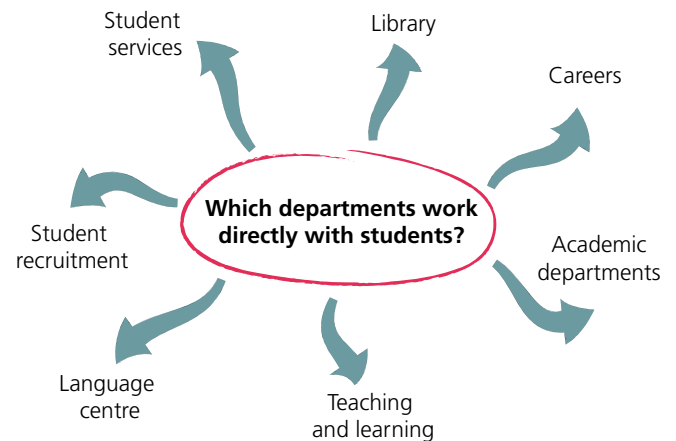 Student
services
Library
Careers
Which departments work
directly with students?
Student
recruitment
Academic
departments
Language
centre
Teaching
and learning